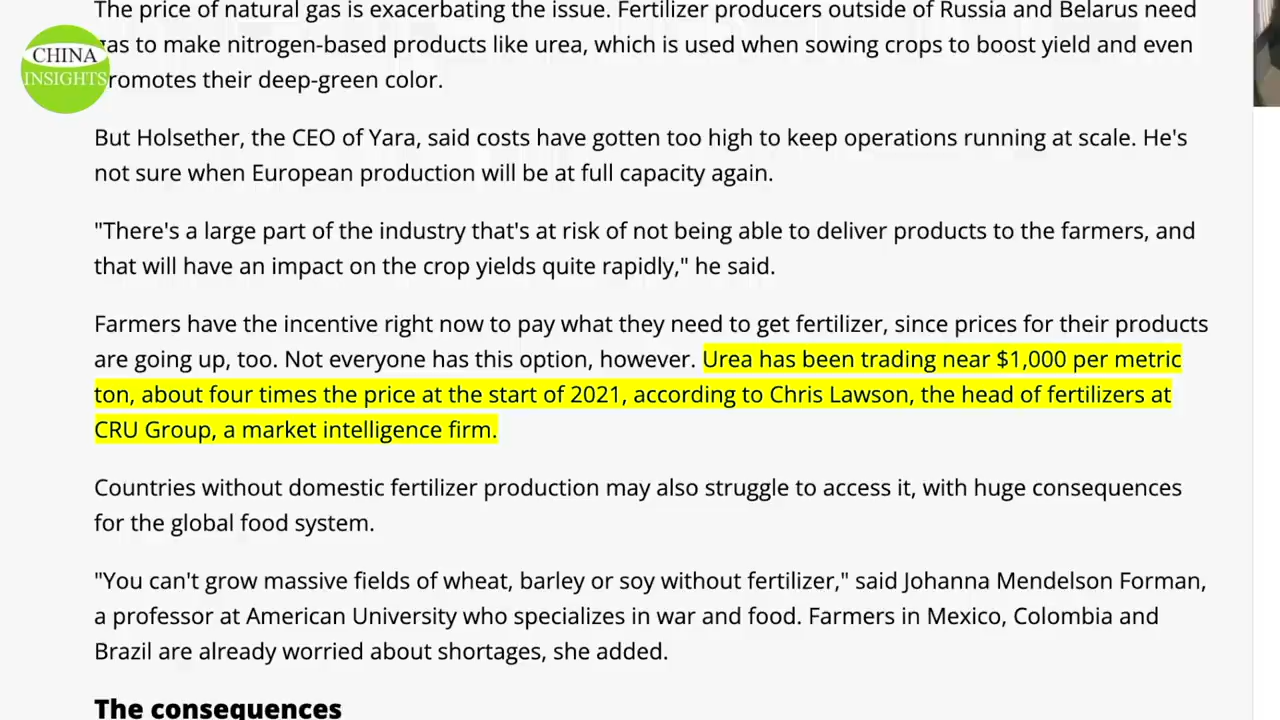 The price of natural gas is exacerbating the issue. Fertilizer producers outside of Russia and Belarus need
CHINA
INSIGHTS
gas to make nitrogen-based products like urea, which is used when sowing crops to boost yield and even
promotes their deep-green color.
But Holsether, the CEO of Yara, said costs have gotten too high to keep operations running at scale. He's
not sure when European production will be at full capacity again.
"There's a large part of the industry that's at risk of not being able to deliver products to the farmers, and
that will have an impact on the crop yields quite rapidly," he said.
Farmers have the incentive right now to pay what they need to get fertilizer, since prices for their products
are going up, too. Not everyone has this option, however. Urea has been trading near $1,000 per metric
ton, about four times the price at the start of 2021, according to Chris Lawson, the head of fertilizers at
CRU Group, a market intelligence firm.
Countries without domestic fertilizer production may also struggle to access it, with huge consequences
for the global food system.
"You can't grow massive fields of wheat, barley or soy without fertilizer," said Johanna Mendelson Forman,
a professor at American University who specializes in war and food. Farmers in Mexico, Colombia and
Brazil are already worried about shortages, she added.
The consequences